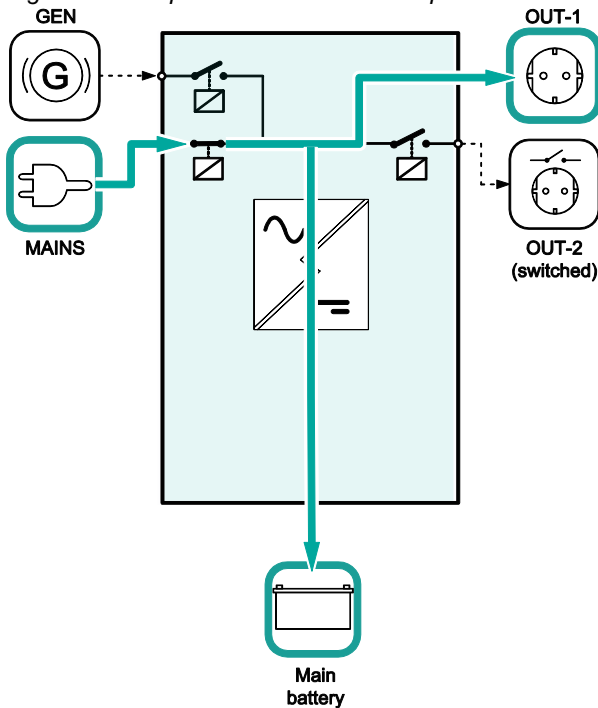 GEN
OUT-1
G
MAINS
OUT-2
(switched)
Main
battery